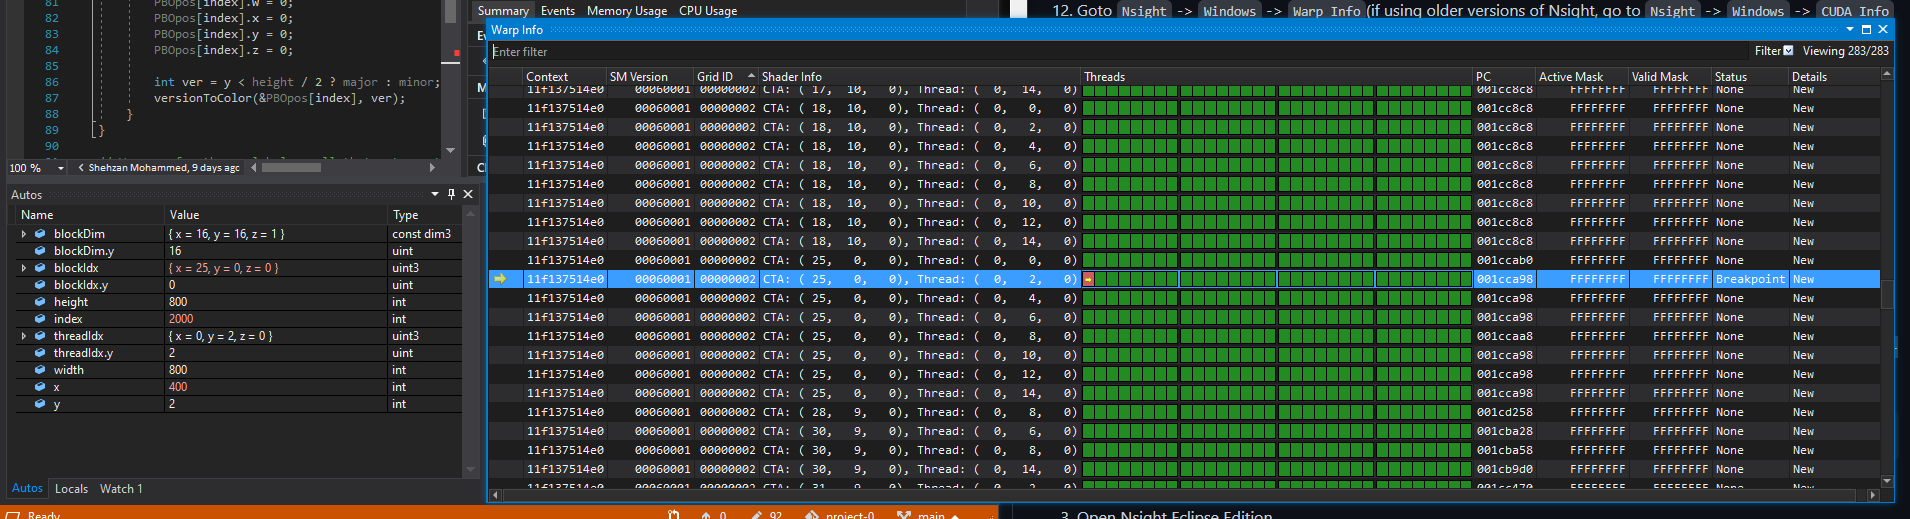 81 PBOpos[index].w = 0;
82 PBOpos[index].x = 0;
83 PBOpos[index].y = 0;
84 PBOpos[index].z = 0;
85
86 int ver = y < height / 2 ? major : minor;
87 versionToColor(&PBOpos[index], ver);
88 }
89 }
90
100 % Shehzan Mohammed, 9 days ago
Autos
Name Value Type
blockDim { x = 16, y = 16, z = 1 } const dim3
blockDim.y 16 uint
blockIdx { x = 25, y = 0, z = 0 } uint3
blockIdx.y 0 uint
height 800 int
index 2000 int
threadIdx { x = 0, y = 2, z = 0 } uint3
threadIdx.y 2 uint
width 800 int
x 400 int
y 2 int
Autos Locals Watch 1
Ready
0 92 project-0 main
Summary Events Memory Usage CPU Usage
12. Goto Nsight -> Windows -> Warp Info (if using older versions of Nsight, go to Nsight -> Windows -> CUDA Info
Warp Info
Enter filter Filter Viewing 283/283
Context SM Version Grid ID Shader Info Threads PC Active Mask Valid Mask Status Details
11f137514e0 00060001 00000002 CTA: ( 17, 10, 0), Thread: ( 0, 14, 0) 001cc8c8 FFFFFFFF FFFFFFFF None New
11f137514e0 00060001 00000002 CTA: ( 18, 10, 0), Thread: ( 0, 0, 0) 001cc8c8 FFFFFFFF FFFFFFFF None New
11f137514e0 00060001 00000002 CTA: ( 18, 10, 0), Thread: ( 0, 2, 0) 001cc8c8 FFFFFFFF FFFFFFFF None New
11f137514e0 00060001 00000002 CTA: ( 18, 10, 0), Thread: ( 0, 4, 0) 001cc8c8 FFFFFFFF FFFFFFFF None New
11f137514e0 00060001 00000002 CTA: ( 18, 10, 0), Thread: ( 0, 6, 0) 001cc8c8 FFFFFFFF FFFFFFFF None New
11f137514e0 00060001 00000002 CTA: ( 18, 10, 0), Thread: ( 0, 8, 0) 001cc8c8 FFFFFFFF FFFFFFFF None New
11f137514e0 00060001 00000002 CTA: ( 18, 10, 0), Thread: ( 0, 10, 0) 001cc8c8 FFFFFFFF FFFFFFFF None New
11f137514e0 00060001 00000002 CTA: ( 18, 10, 0), Thread: ( 0, 12, 0) 001cc8c8 FFFFFFFF FFFFFFFF None New
11f137514e0 00060001 00000002 CTA: ( 18, 10, 0), Thread: ( 0, 14, 0) 001cc8c8 FFFFFFFF FFFFFFFF None New
11f137514e0 00060001 00000002 CTA: ( 25, 0, 0), Thread: ( 0, 0, 0) 001ccab0 FFFFFFFF FFFFFFFF None New
11f137514e0 00060001 00000002 CTA: ( 25, 0, 0), Thread: ( 0, 2, 0) 001cca98 FFFFFFFF FFFFFFFF Breakpoint New
11f137514e0 00060001 00000002 CTA: ( 25, 0, 0), Thread: ( 0, 4, 0) 001cca98 FFFFFFFF FFFFFFFF None New
11f137514e0 00060001 00000002 CTA: ( 25, 0, 0), Thread: ( 0, 6, 0) 001cca98 FFFFFFFF FFFFFFFF None New
11f137514e0 00060001 00000002 CTA: ( 25, 0, 0), Thread: ( 0, 8, 0) 001ccaa8 FFFFFFFF FFFFFFFF None New
11f137514e0 00060001 00000002 CTA: ( 25, 0, 0), Thread: ( 0, 10, 0) 001cca98 FFFFFFFF FFFFFFFF None New
11f137514e0 00060001 00000002 CTA: ( 25, 0, 0), Thread: ( 0, 12, 0) 001cca98 FFFFFFFF FFFFFFFF None New
11f137514e0 00060001 00000002 CTA: ( 25, 0, 0), Thread: ( 0, 14, 0) 001cca98 FFFFFFFF FFFFFFFF None New
11f137514e0 00060001 00000002 CTA: ( 28, 9, 0), Thread: ( 0, 8, 0) 001cd258 FFFFFFFF FFFFFFFF None New
11f137514e0 00060001 00000002 CTA: ( 30, 9, 0), Thread: ( 0, 6, 0) 001cba28 FFFFFFFF FFFFFFFF None New
11f137514e0 00060001 00000002 CTA: ( 30, 9, 0), Thread: ( 0, 8, 0) 001cba58 FFFFFFFF FFFFFFFF None New
11f137514e0 00060001 00000002 CTA: ( 30, 9, 0), Thread: ( 0, 14, 0) 001cb9d0 FFFFFFFF FFFFFFFF None New
3. Open Nsight Eclipse Edition